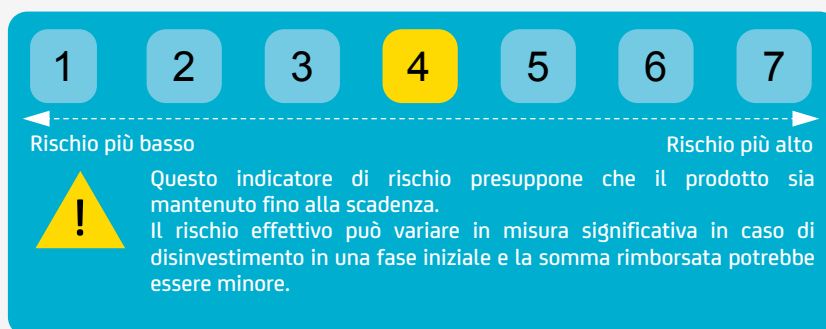 1 2 3 4 5 6 7
Rischio più basso Rischio più alto
!
Questo indicatore di rischio presuppone che il prodotto sia
mantenuto fino alla scadenza.
Il rischio effettivo può variare in misura significativa in caso di
disinvestimento in una fase iniziale e la somma rimborsata potrebbe
essere minore.